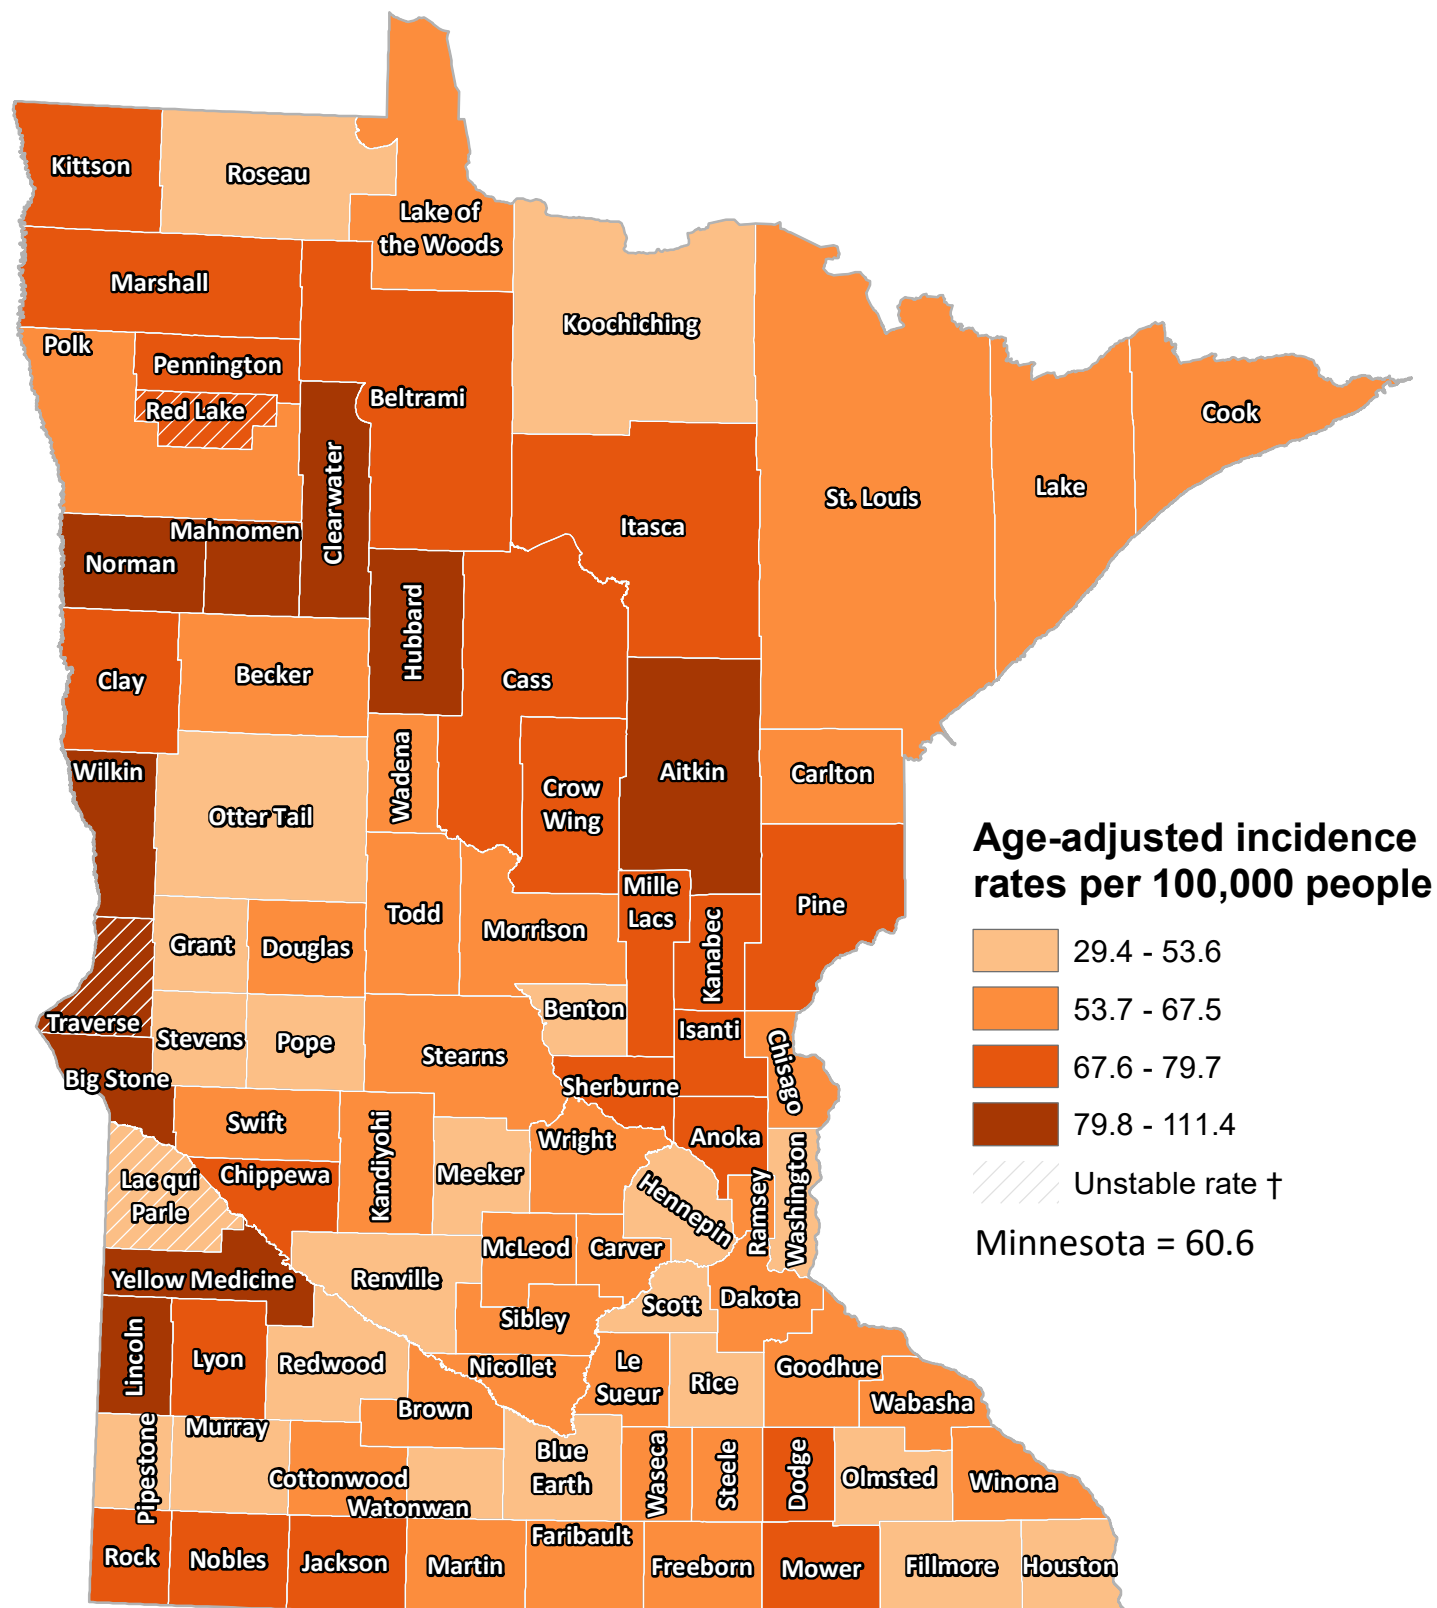 Kittson
Roseau
Lake of
the Woods
Marshall
Koochiching
Polk
Pennington
Beltrami
Red Lake
Cook
Clearwater
St. Louis
Lake
Itasca
Mahnomen
Norman
Hubbard
Clay
Becker
Cass
Wilkin
Wadena
Aitkin
Carlton
Crow
Wing
Otter Tail
Mille
Lacs
Pine
Todd
Morrison
Kanabec
Grant
Douglas
Benton
Traverse
Stevens
Pope
Isanti
Stearns
Chisago
Big Stone
Sherburne
Swift
Wright
Anoka
Kandiyohi
Chippewa
Meeker
Lac qui
Parle
Hennepin
Ramsey
Washington
McLeod
Carver
Yellow Medicine
Renville
Dakota
Scott
Sibley
Lincoln
Lyon
Redwood
Nicollet
Le
Sueur
Goodhue
Rice
Wabasha
Brown
Murray
Pipestone
Blue
Earth
Waseca
Steele
Dodge
Olmsted
Winona
Cottonwood
Watonwan
Faribault
Rock
Nobles
Jackson
Martin
Freeborn
Mower
Fillmore
Houston
Age-adjusted incidence
rates per 100,000 people
29.4 - 53.6
53.7 - 67.5
67.6 - 79.7
79.8 - 111.4
Unstable rate †
Minnesota = 60.6